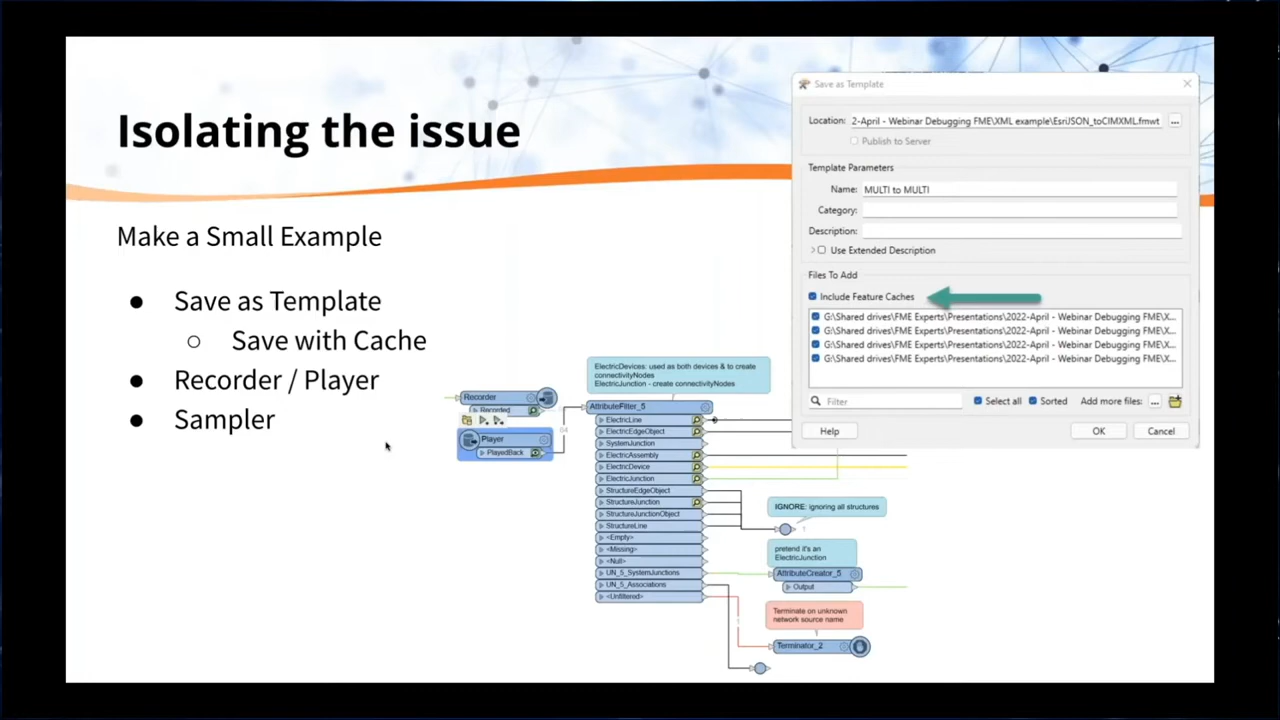 Isolating the issue
Make a Small Example
● Save as Template
○ Save with Cache
● Recorder / Player
● Sampler
Save as Template
Location: 2-April - Webinar Debugging FME\XML example\EsriJSON_toCIMXML.fmwt ...
Publish to Server
Template Parameters
Name: MULTI to MULTI
Category:
Description:
Use Extended Description
Files To Add
Include Feature Caches
G:\Shared drives\FME Experts\Presentations\2022-April - Webinar Debugging FME\X...
G:\Shared drives\FME Experts\Presentations\2022-April - Webinar Debugging FME\X...
G:\Shared drives\FME Experts\Presentations\2022-April - Webinar Debugging FME\X...
G:\Shared drives\FME Experts\Presentations\2022-April - Webinar Debugging FME\X...
Filter
Select all
Sorted
Add more files: ...
Help
OK
Cancel
ElectricDevices: used as both devices & to create
connectivityNodes
ElectricJunction - create connectivityNodes
Recorder
Recorded
Player
PlayedBack
AttributeFilter_5
ElectricLine
ElectricEdgeObject
SystemJunction
ElectricAssembly
ElectricDevice
ElectricJunction
StructureEdgeObject
StructureJunction
StructureJunctionObject
StructureLine
<Empty>
<Missing>
<Null>
UN_5_SystemJunctions
UN_5_Associations
<Unfiltered>
IGNORE: ignoring all structures
pretend it's an
ElectricJunction
AttributeCreator_5
Output
Terminate on unknown
network source name
Terminator_2